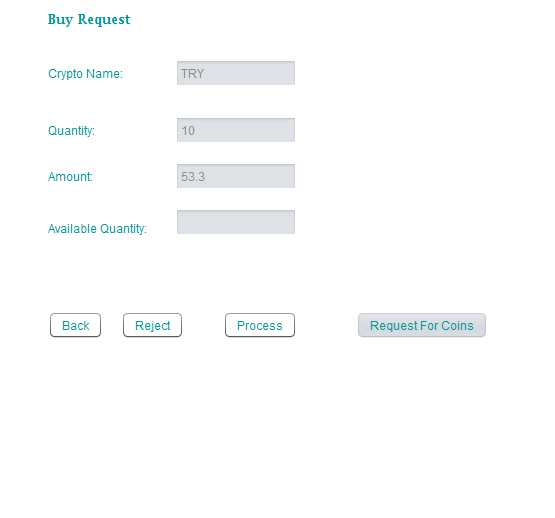 Buy Request
Crypto Name: TRY
Quantity: 10
Amount: 53.3
Available Quantity:
Back Reject Process Request For Coins